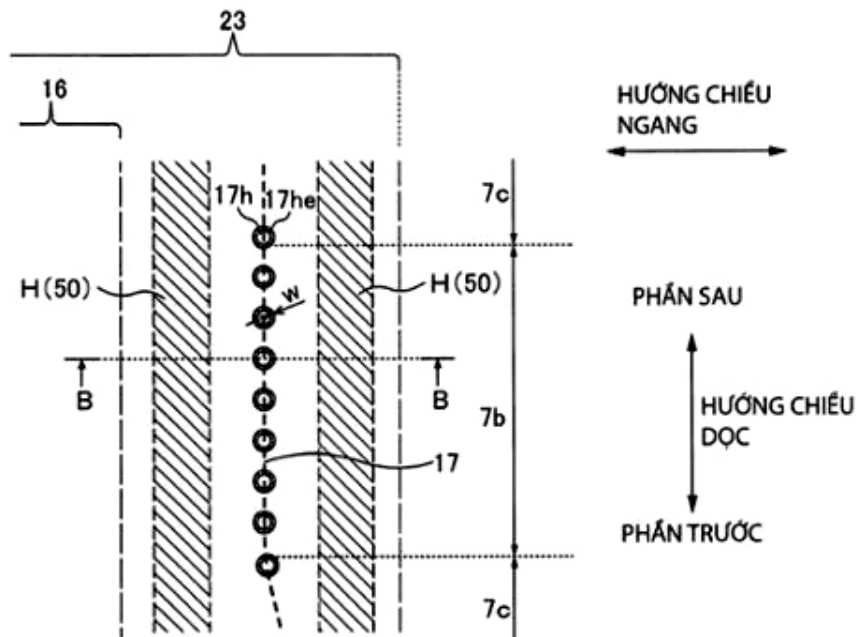 23
16
HƯỚNG CHIỀU
NGANG
7c
17h 17he
H(50)
w
H(50)
PHẦN SAU
B
B
HƯỚNG CHIỀU
DỌC
7b
17
PHẦN TRƯỚC
7c